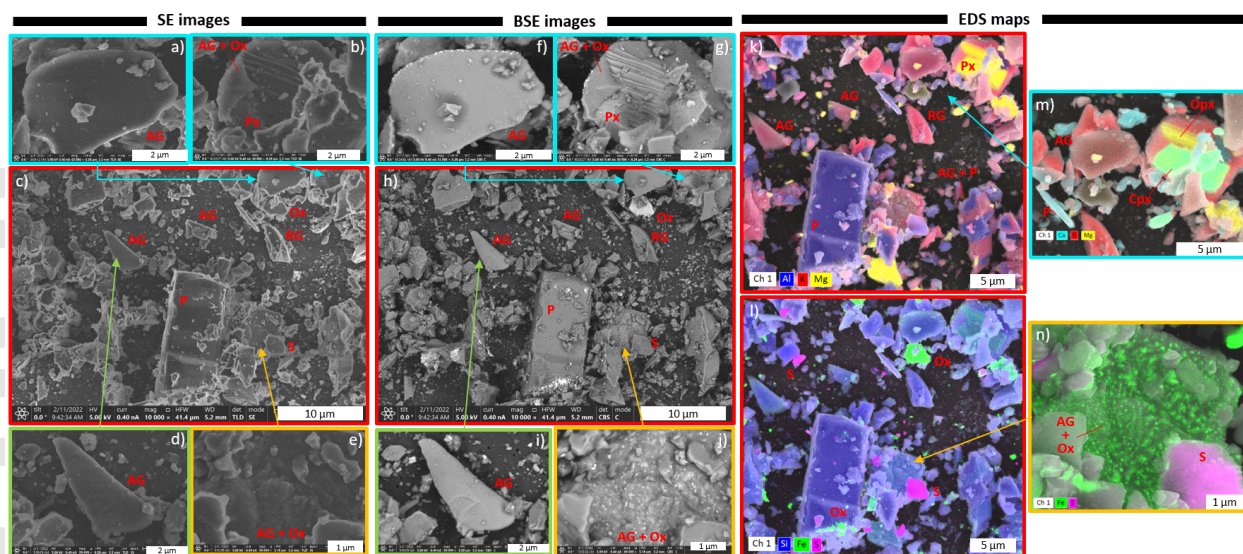 SE images
BSE images
EDS maps
a)
AG
2 µm
b)
AG + Ox
Px
2 µm
f)
AG
2 µm
g)
AG + Ox
Px
2 µm
c)
AG
Ox
AG
RG
P
S
tilt 2/11/2022 HV curr mag HFW WD det mode
0.0 ° 9:42:34 AM 5.00 kV 0.40 nA 10 000 × 41.4 µm 5.2 mm TLD SE
10 µm
h)
AG
Ox
AG
RG
P
S
tilt 2/11/2022 HV curr mag HFW WD det mode
0.0 ° 9:42:34 AM 5.00 kV 0.40 nA 10 000 × 41.4 µm 5.2 mm CBS C
10 µm
d)
AG
2 µm
e)
AG + Ox
1 µm
i)
AG
2 µm
j)
AG + Ox
1 µm
k)
Px
AG
AG
RG
AG + P
P
Ch 1 Al K Mg
5 µm
l)
Ox
S
S
Ox
Ch 1 Si Fe S
5 µm
m)
Opx
AG
Cpx
P
Ch 1 Ca K Mg
5 µm
n)
AG
+
Ox
S
Ch 1 Fe S
1 µm